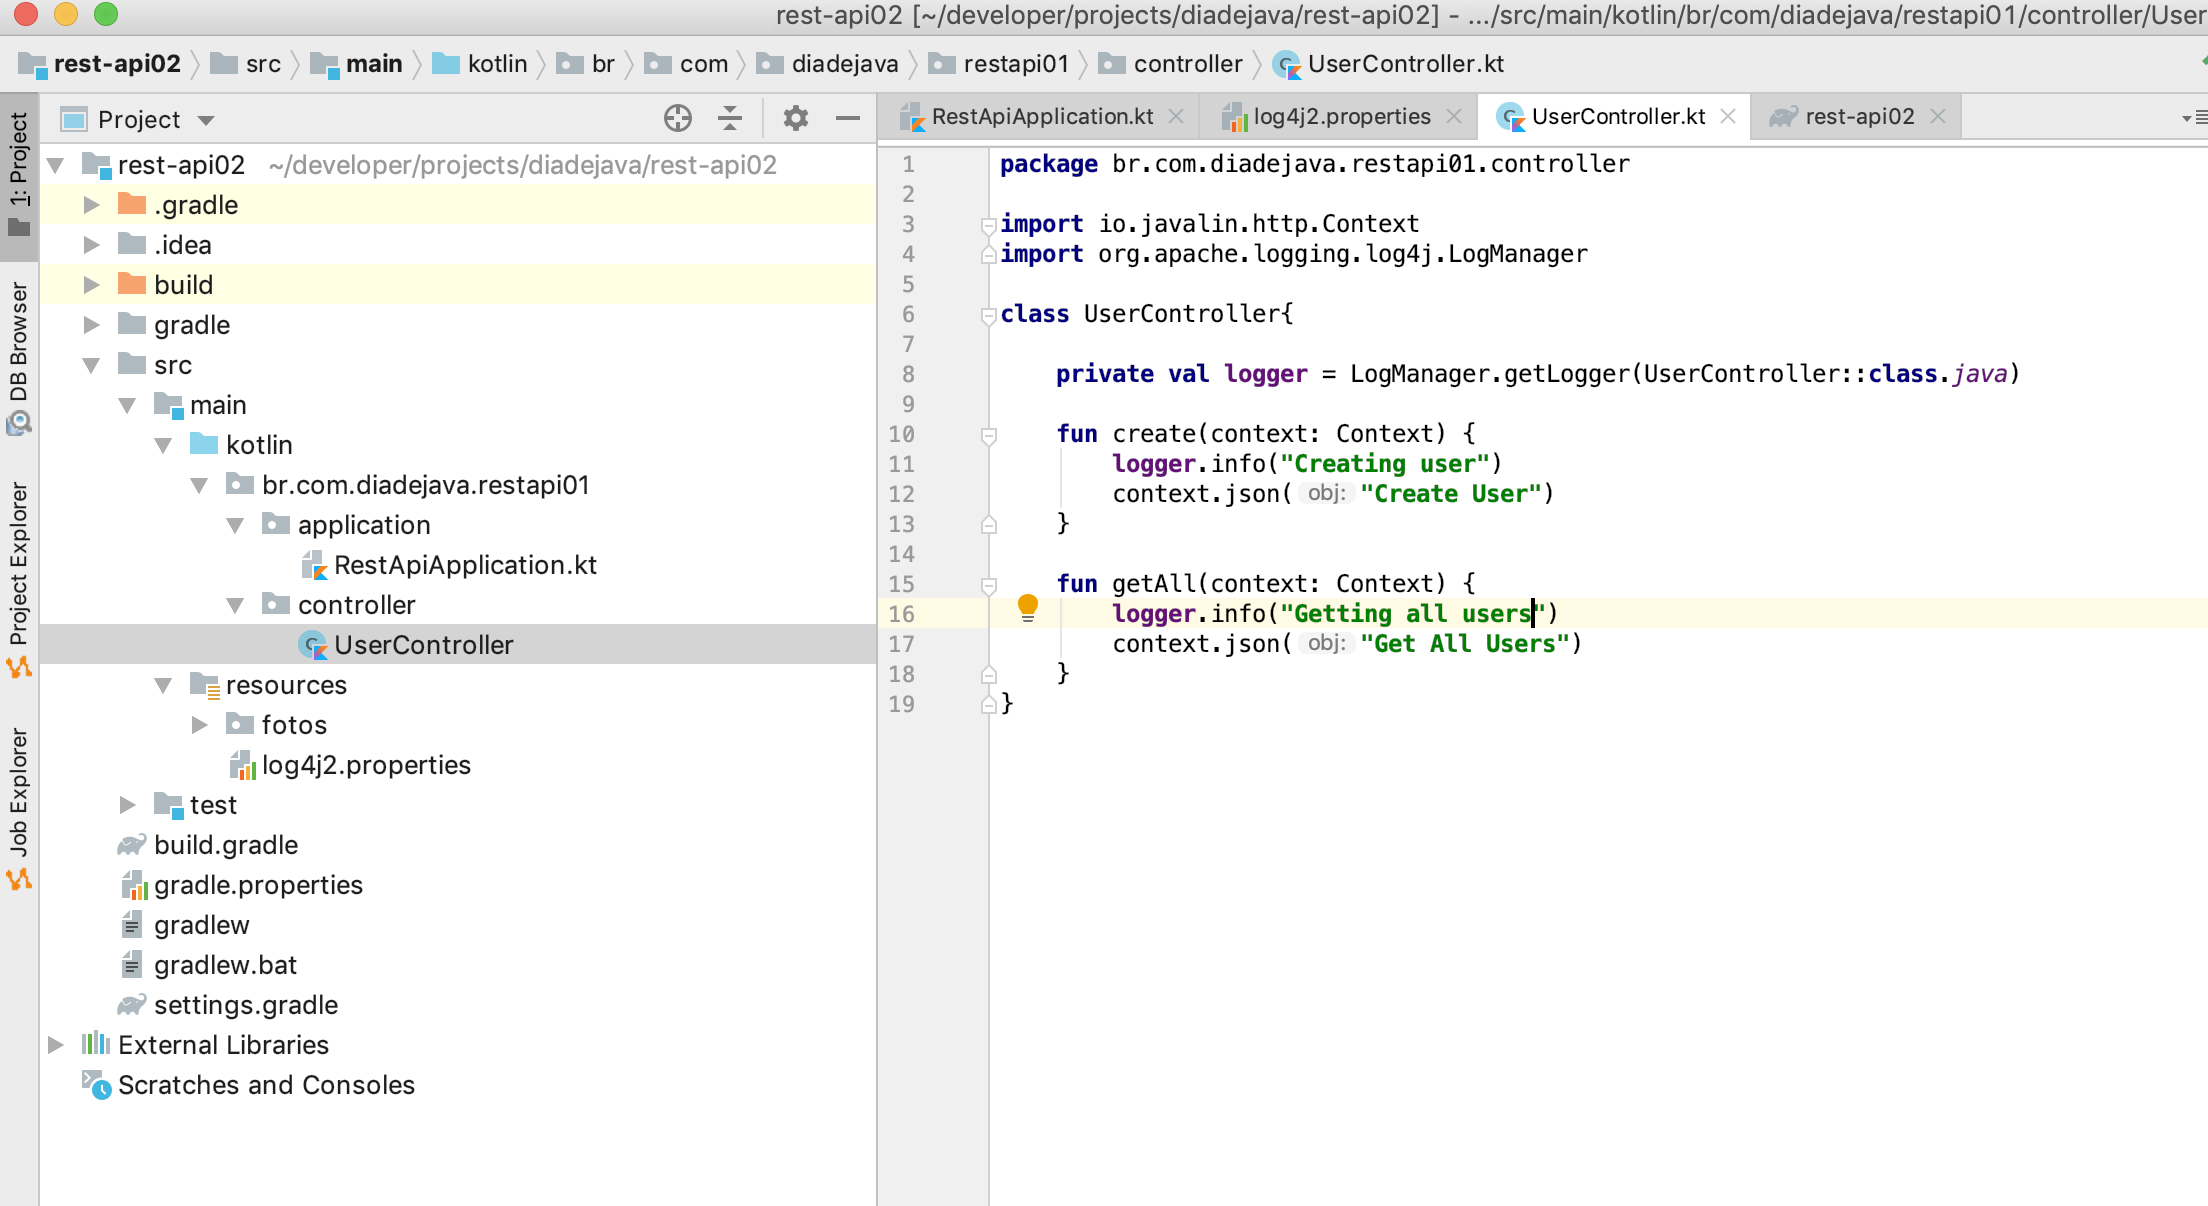 rest-api02 [~/developer/projects/diadejava/rest-api02] - .../src/main/kotlin/br/com/diadejava/restapi01/controller/User
rest-api02 src main kotlin br com diadejava restapi01 controller UserController.kt
1: Project
DB Browser
Project Explorer
Job Explorer
Project
rest-api02 ~/developer/projects/diadejava/rest-api02
.gradle
.idea
build
gradle
src
main
kotlin
br.com.diadejava.restapi01
application
RestApiApplication.kt
controller
UserController
resources
fotos
log4j2.properties
test
build.gradle
gradle.properties
gradlew
gradlew.bat
settings.gradle
External Libraries
Scratches and Consoles
RestApiApplication.kt log4j2.properties UserController.kt rest-api02
1 package br.com.diadejava.restapi01.controller
2
3 import io.javalin.http.Context
4 import org.apache.logging.log4j.LogManager
5
6 class UserController{
7
8 private val logger = LogManager.getLogger(UserController::class.java)
9
10 fun create(context: Context) {
11 logger.info("Creating user")
12 context.json( obj: "Create User")
13 }
14
15 fun getAll(context: Context) {
16 logger.info("Getting all users")
17 context.json( obj: "Get All Users")
18 }
19 }